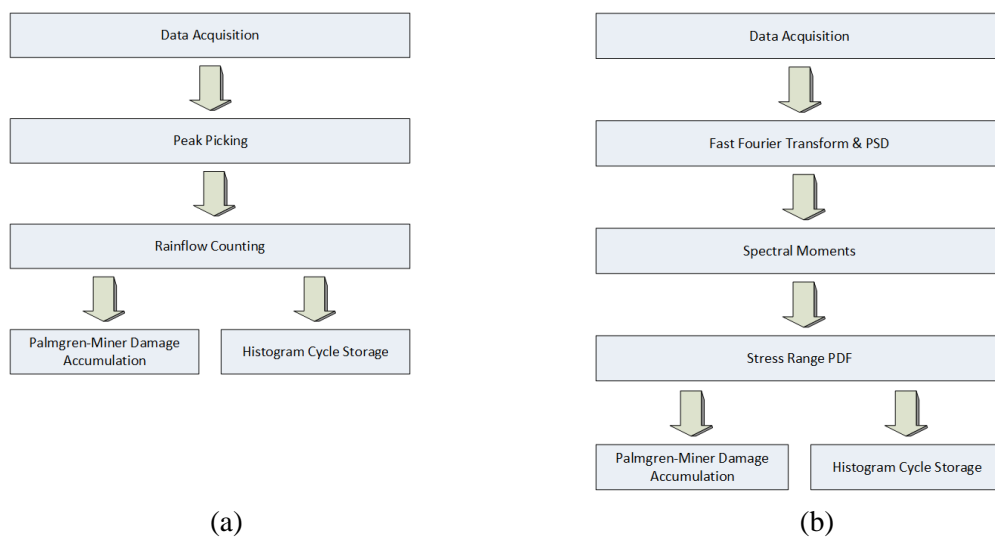 Data Acquisition
Peak Picking
Rainflow Counting
Palmgren-Miner Damage
Accumulation
Histogram Cycle Storage
(a)
Data Acquisition
Fast Fourier Transform & PSD
Spectral Moments
Stress Range PDF
Palmgren-Miner Damage
Accumulation
Histogram Cycle Storage
(b)